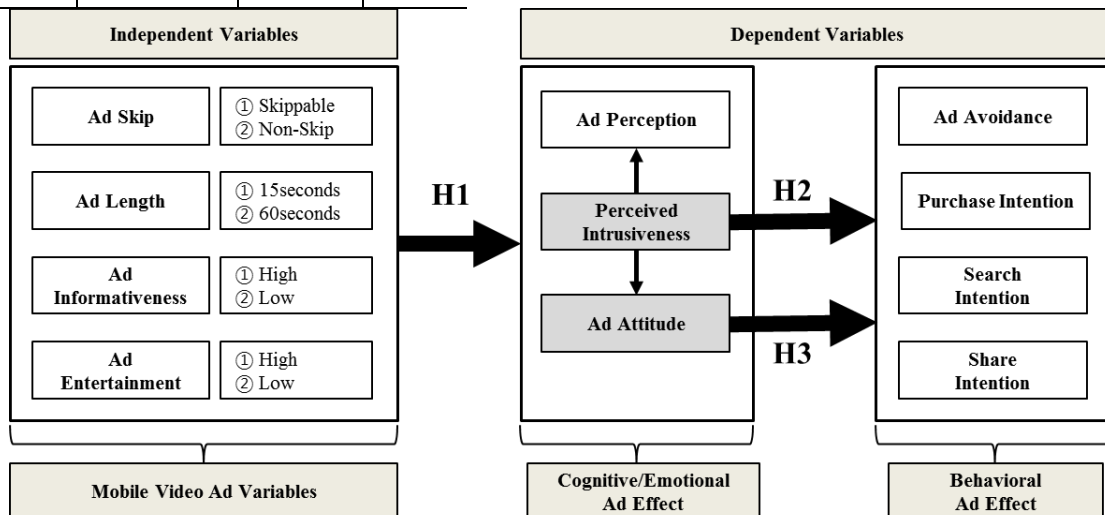 Independent Variables
Dependent Variables
Ad Skip
① Skippable
② Non-Skip
Ad Length
① 15seconds
② 60seconds
Ad
Informativeness
① High
② Low
Ad
Entertainment
① High
② Low
H1
Ad Perception
Perceived
Intrusiveness
Ad Attitude
H2
H3
Ad Avoidance
Purchase Intention
Search
Intention
Share
Intention
Mobile Video Ad Variables
Cognitive/Emotional
Ad Effect
Behavioral
Ad Effect